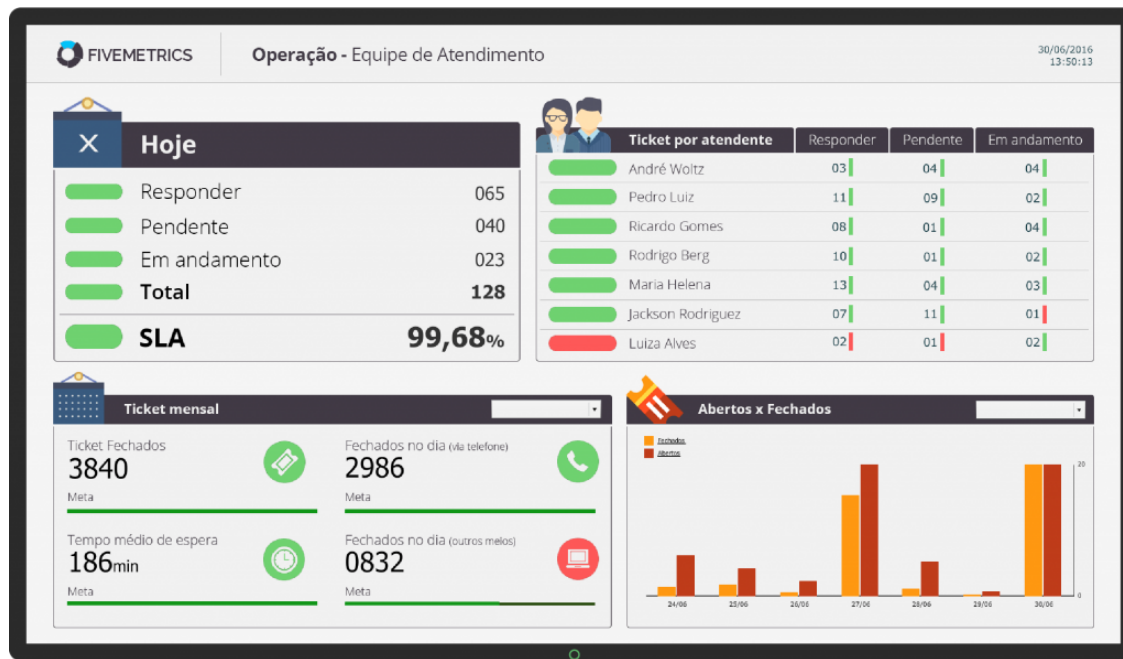 FIVEMETRICS
Operação - Equipe de Atendimento
30/06/2016
13:50:13
X Hoje
Responder 065
Pendente 040
Em andamento 023
Total 128
SLA 99,68%
Ticket por atendente Responder Pendente Em andamento
André Woltz 03 04 04
Pedro Luiz 11 09 02
Ricardo Gomes 08 01 04
Rodrigo Berg 10 01 02
Maria Helena 13 04 03
Jackson Rodriguez 07 11 01
Luiza Alves 02 01 02
Ticket mensal
Ticket Fechados
3840
Meta
Fechados no dia (via telefone)
2986
Meta
Tempo médio de espera
186min
Meta
Fechados no dia (outros meios)
0832
Meta
Abertos x Fechados
Fechados
Abertos
20
0
24/06 25/06 26/06 27/06 28/06 29/06 30/06